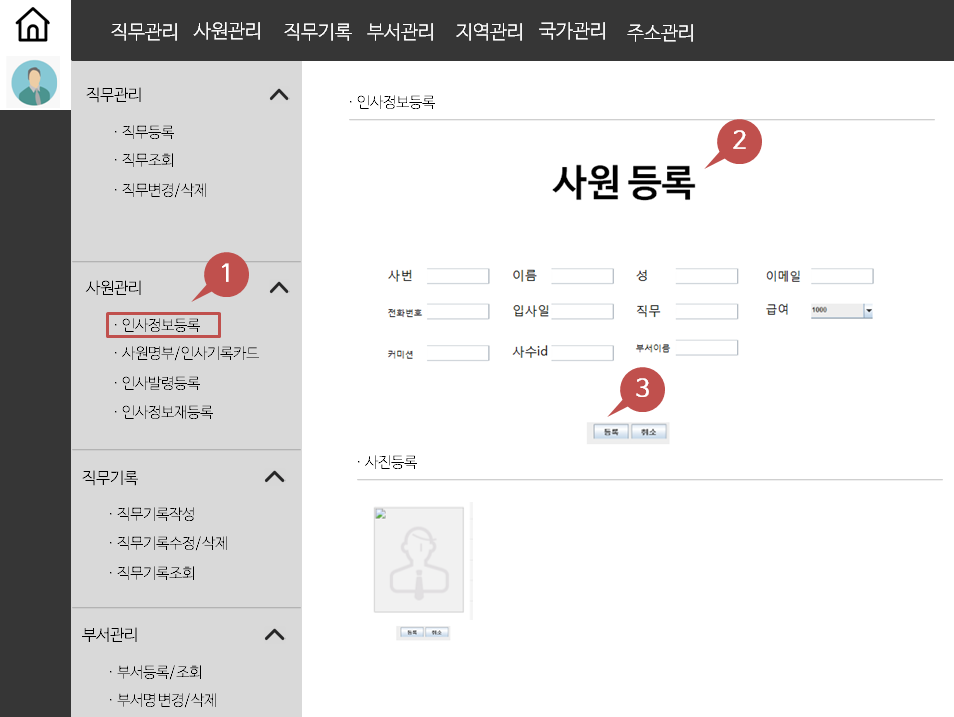 직무관리 사원관리 직무기록 부서관리 지역관리 국가관리 주소관리
직무관리
· 직무등록
· 직무조회
· 직무변경/삭제
1
사원관리
· 인사정보등록
· 사원명부/인사기록카드
· 인사발령등록
· 인사정보재등록
직무기록
· 직무기록작성
· 직무기록수정/삭제
· 직무기록조회
부서관리
· 부서등록/조회
· 부서명변경/삭제
· 인사정보등록
2
사원 등록
사번 이름 성 이메일
전화번호 입사일 직무 급여 1000
커미션 사수id 부서이름
3
등록 취소
· 사진등록
등록 취소